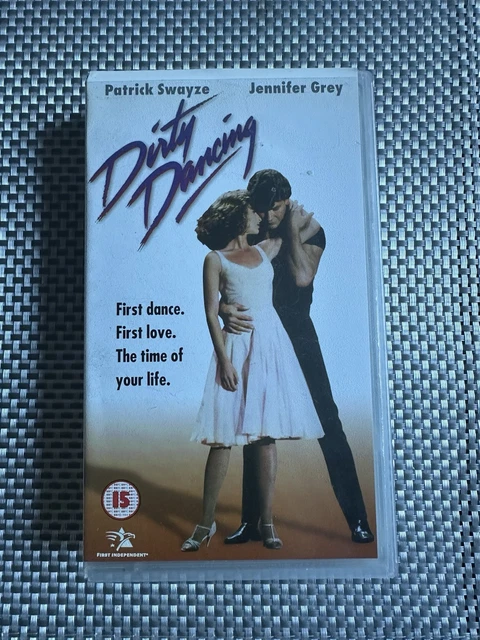 Patrick Swayze Jennifer Grey
Dirty
Dancing
First dance.
First love.
The time of
your life.
15
FIRST INDEPENDENT